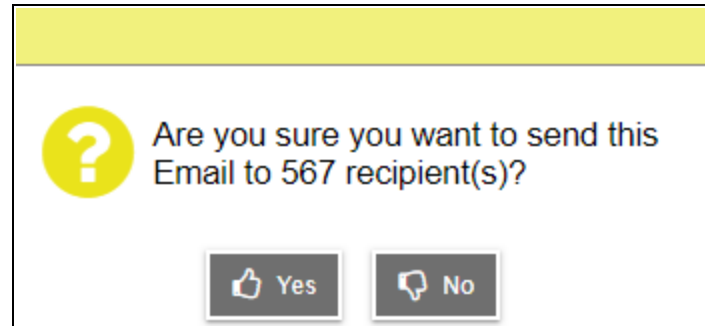 Are you sure you want to send this
Email to 567 recipient(s)?
Yes No